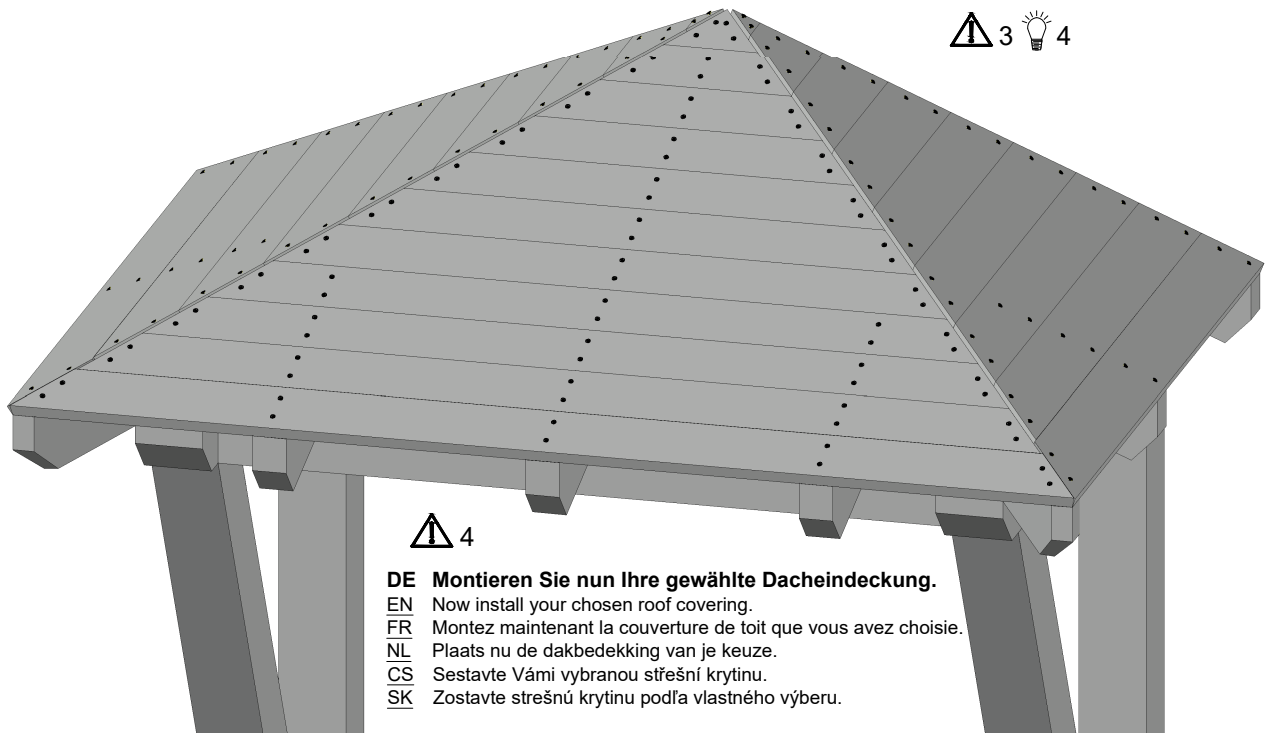 3 4
4
DE Montieren Sie nun Ihre gewählte Dacheindeckung.
EN Now install your chosen roof covering.
FR Montez maintenant la couverture de toit que vous avez choisie.
NL Plaats nu de dakbedekking van je keuze.
CS Sestavte Vámi vybranou střešní krytinu.
SK Zostavte strešnú krytinu podľa vlastného výberu.